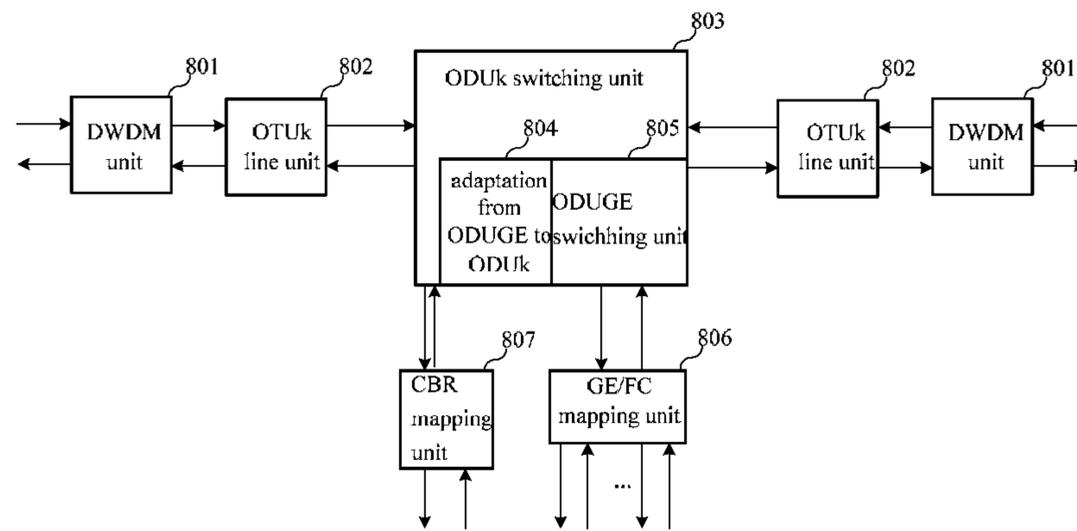 803
801
802
ODUk switching unit
802
801
DWDM
unit
OTUk
line unit
804
805
OTUk
line unit
DWDM
unit
adaptation
from
ODUGE to
ODUk
ODUGE
swichhing unit
807
806
CBR
mapping
unit
GE/FC
mapping unit
...